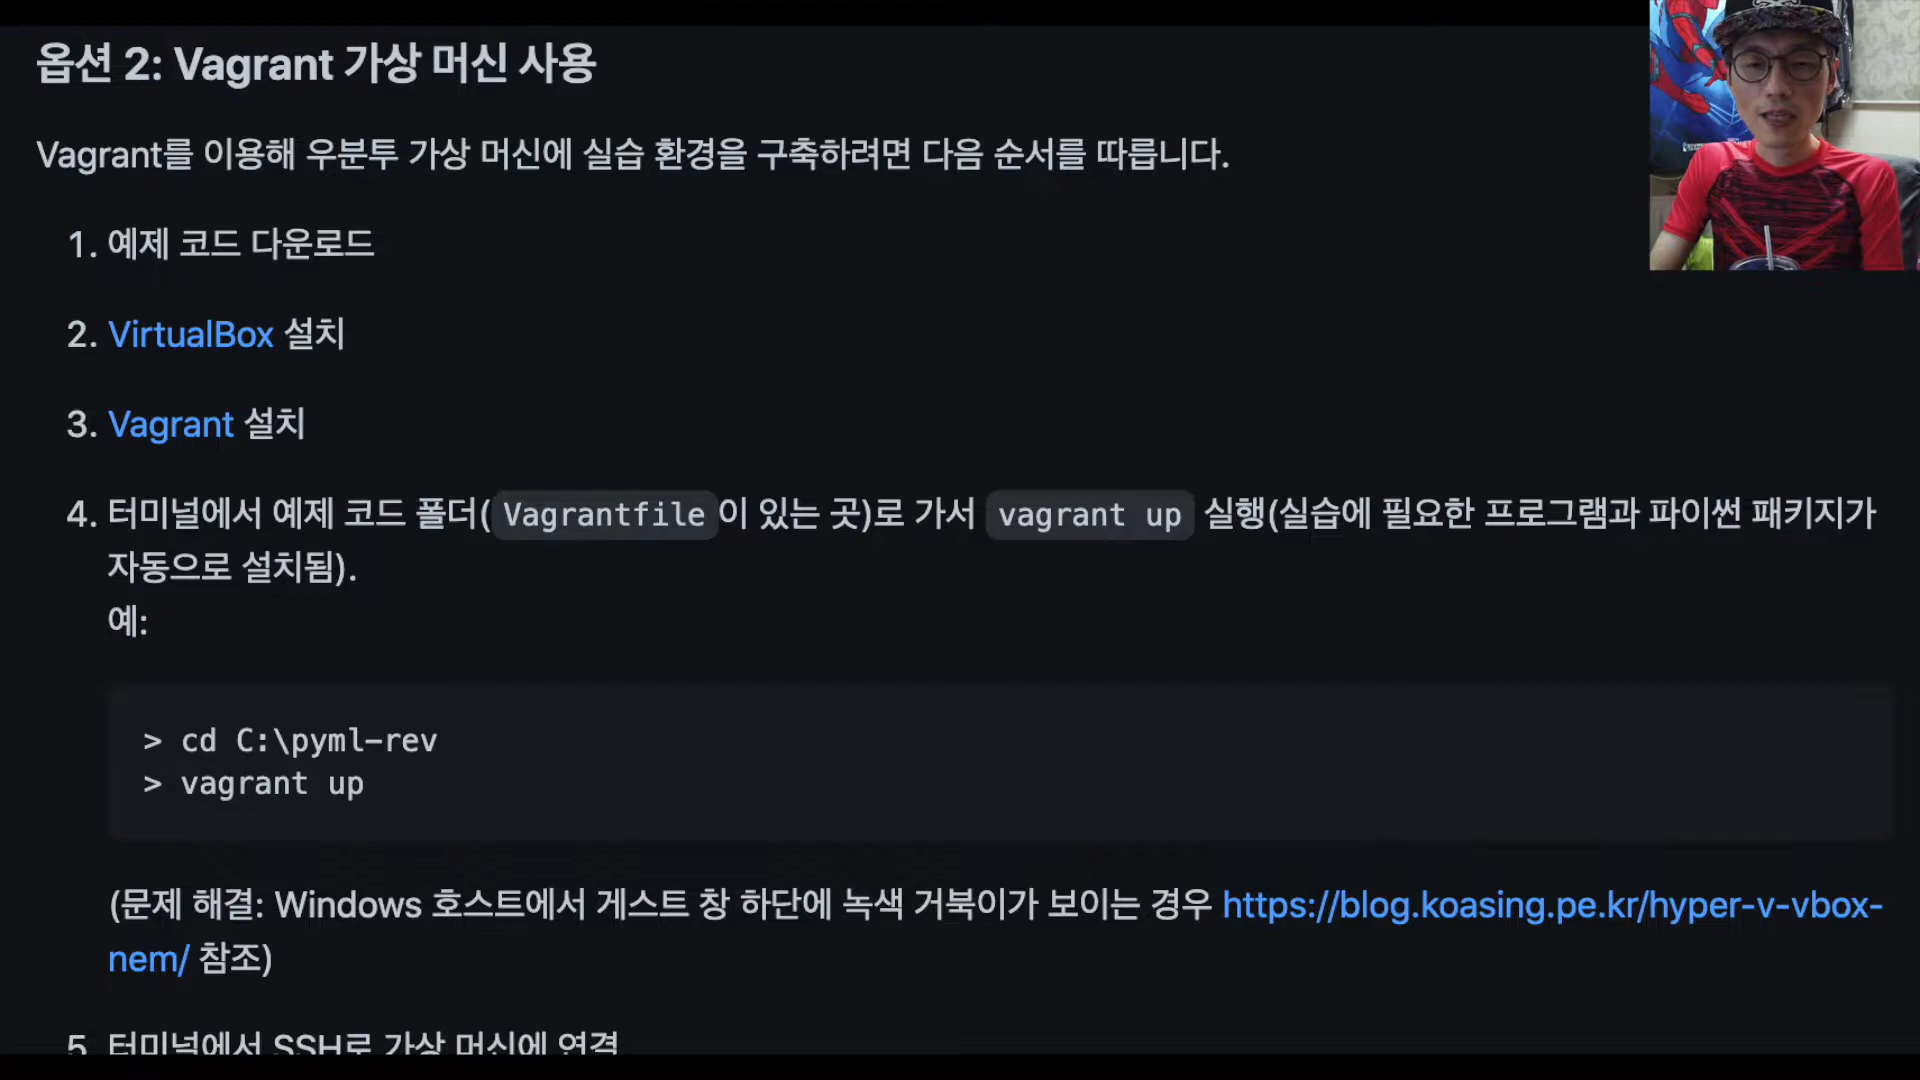 옵션 2: Vagrant 가상 머신 사용
Vagrant를 이용해 우분투 가상 머신에 실습 환경을 구축하려면 다음 순서를 따릅니다.
1. 예제 코드 다운로드
2. VirtualBox 설치
3. Vagrant 설치
4. 터미널에서 예제 코드 폴더(Vagrantfile이 있는 곳)로 가서 vagrant up 실행(실습에 필요한 프로그램과 파이썬 패키지가
자동으로 설치됨).
예:
> cd C:\pyml-rev
> vagrant up
(문제 해결: Windows 호스트에서 게스트 창 하단에 녹색 거북이가 보이는 경우 https://blog.koasing.pe.kr/hyper-v-vbox-
nem/ 참조)
5. 터미널에서 SSH로 가상 머신에 연결